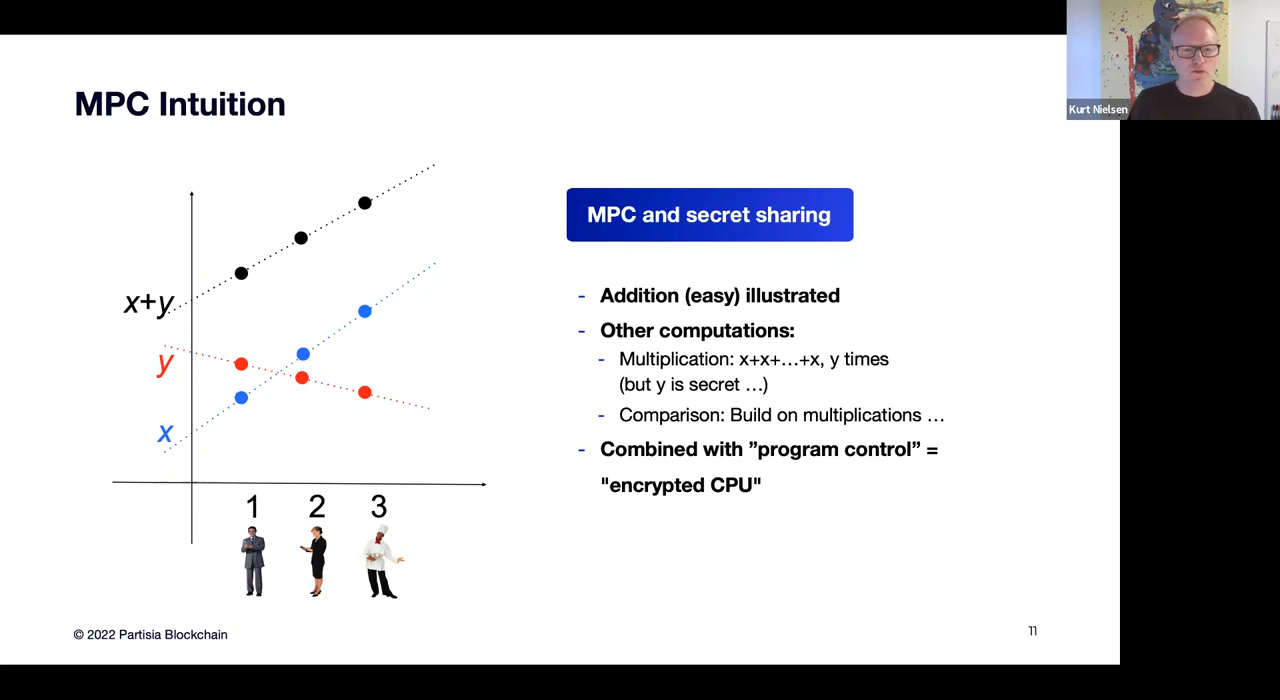 Kurt Nielsen
MPC Intuition
x+y
y
x
1 2 3
MPC and secret sharing
- Addition (easy) illustrated
- Other computations:
- Multiplication: x+x+…+x, y times
(but y is secret …)
- Comparison: Build on multiplications …
- Combined with ”program control” =
"encrypted CPU"
© 2022 Partisia Blockchain
11